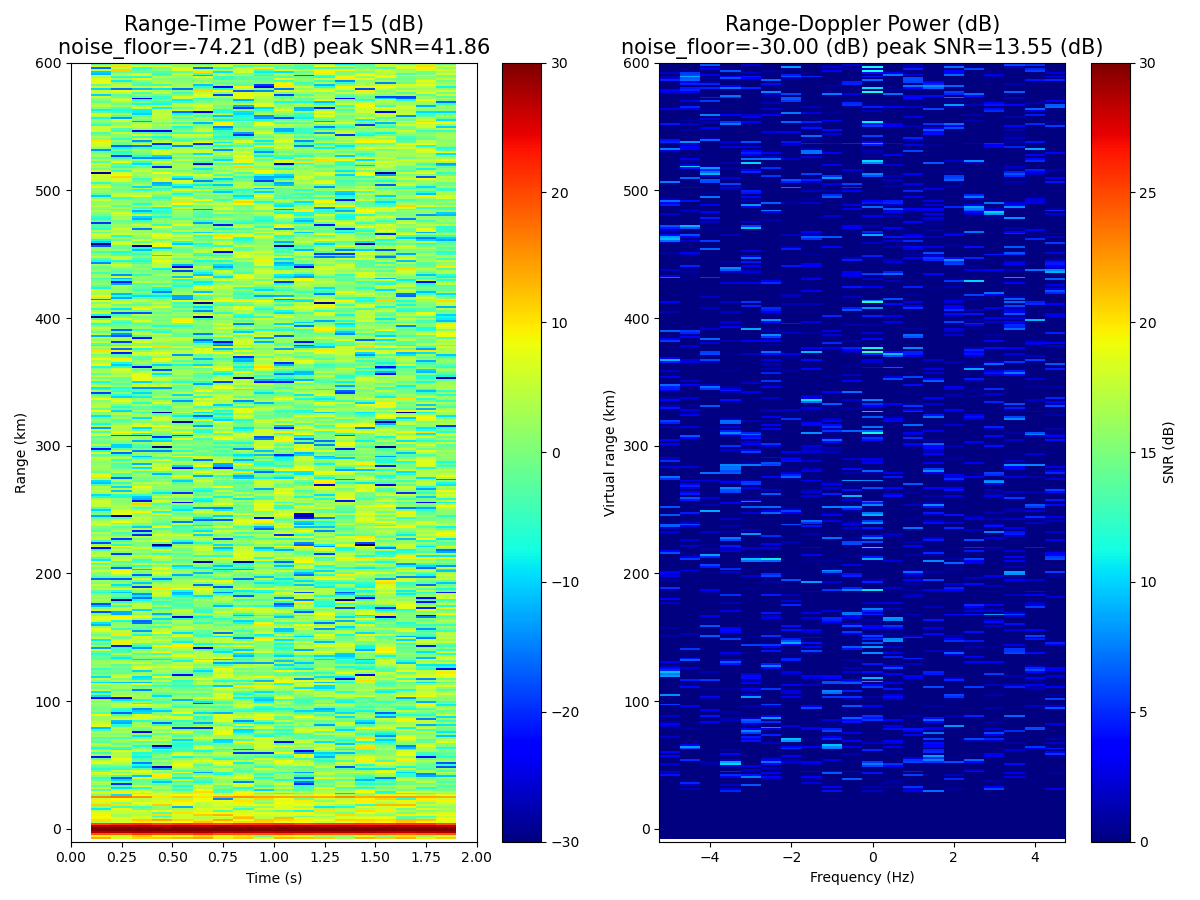 Range-Time Power f=15 (dB)
noise_floor=-74.21 (dB) peak SNR=41.86
Range (km)
600
500
400
300
200
100
0
0.00 0.25 0.50 0.75 1.00 1.25 1.50 1.75 2.00
Time (s)
30
20
10
0
−10
−20
−30
Range-Doppler Power (dB)
noise_floor=-30.00 (dB) peak SNR=13.55 (dB)
Virtual range (km)
600
500
400
300
200
100
0
−4 −2 0 2 4
Frequency (Hz)
30
25
20
15
10
5
0
SNR (dB)